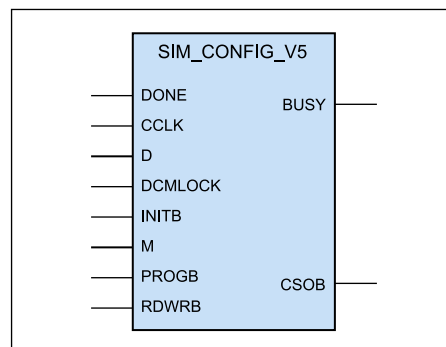 SIM_CONFIG_V5
DONE
BUSY
CCLK
D
DCMLOCK
INITB
M
PROGB
CSOB
RDWRB